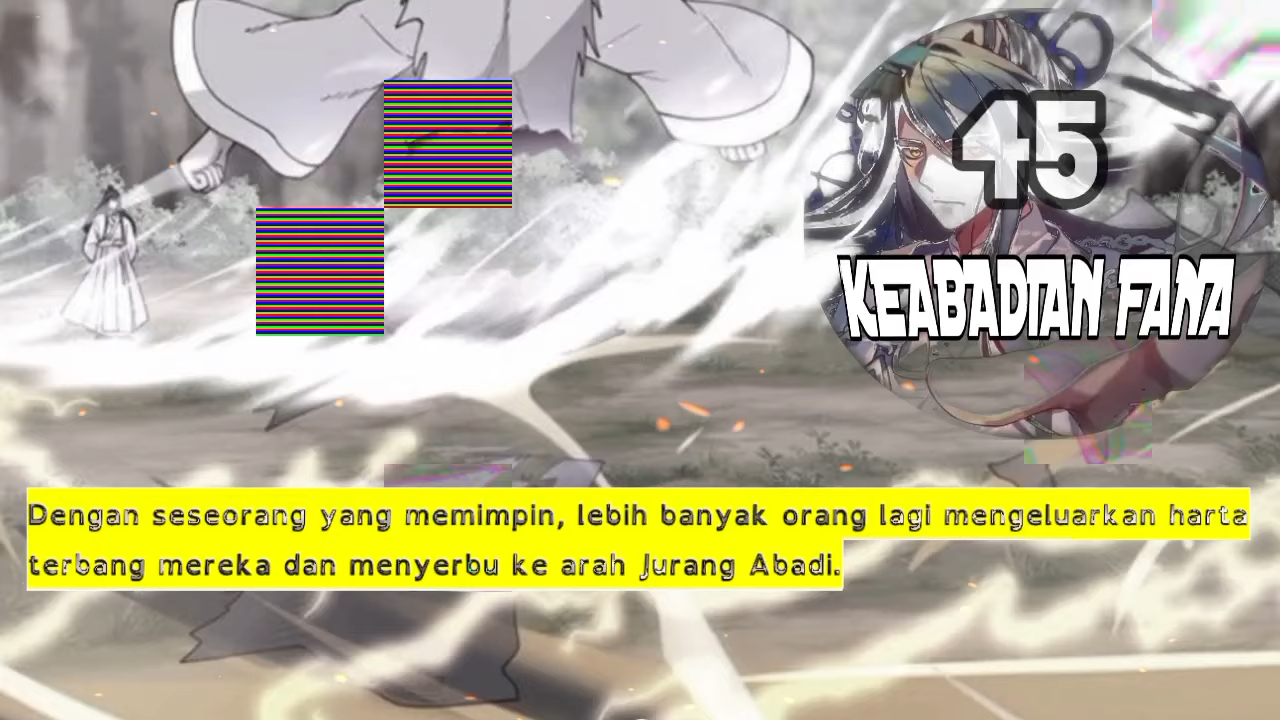 45
KEABADIAN FANA
Dengan seseorang yang memimpin, lebih banyak orang lagi mengeluarkan harta
terbang mereka dan menyerbu ke arah Jurang Abadi.